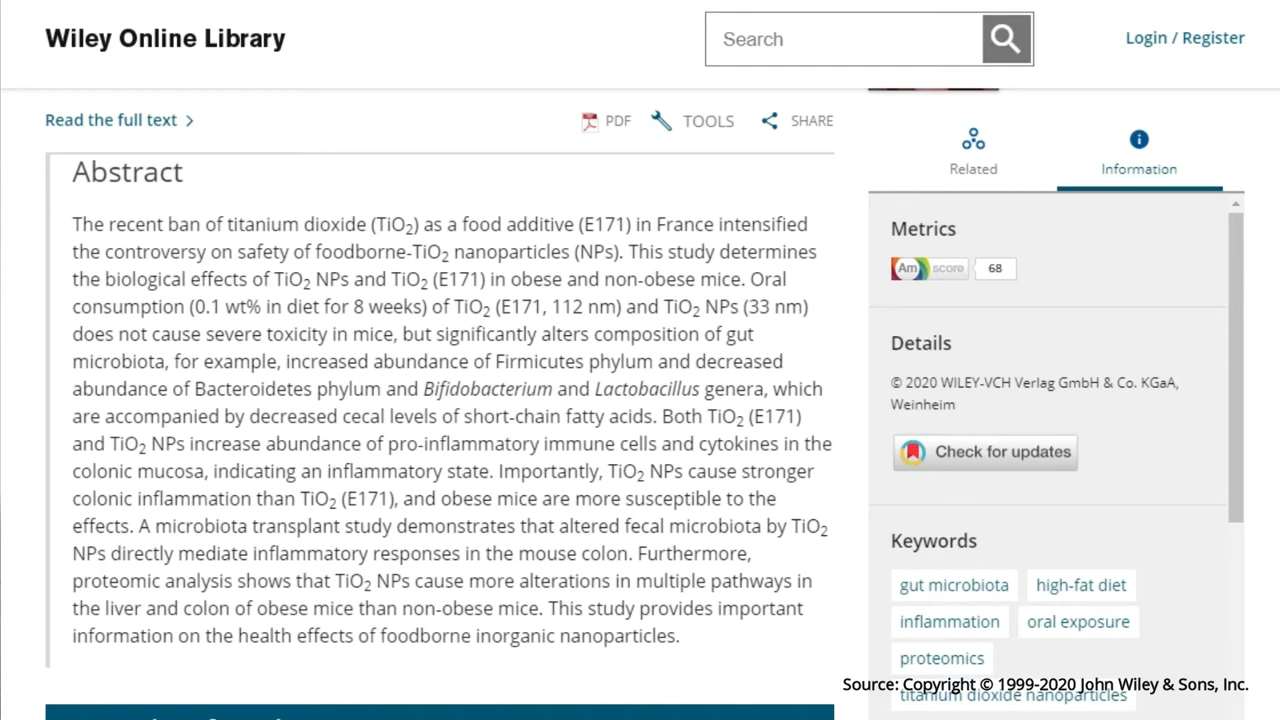 Wiley Online Library
Search
Login / Register
Read the full text >
PDF
TOOLS
SHARE
Related
Information
Abstract
The recent ban of titanium dioxide (TiO₂) as a food additive (E171) in France intensified
the controversy on safety of foodborne-TiO₂ nanoparticles (NPs). This study determines
the biological effects of TiO₂ NPs and TiO₂ (E171) in obese and non-obese mice. Oral
consumption (0.1 wt% in diet for 8 weeks) of TiO₂ (E171, 112 nm) and TiO₂ NPs (33 nm)
does not cause severe toxicity in mice, but significantly alters composition of gut
microbiota, for example, increased abundance of Firmicutes phylum and decreased
abundance of Bacteroidetes phylum and Bifidobacterium and Lactobacillus genera, which
are accompanied by decreased cecal levels of short-chain fatty acids. Both TiO₂ (E171)
and TiO₂ NPs increase abundance of pro-inflammatory immune cells and cytokines in the
colonic mucosa, indicating an inflammatory state. Importantly, TiO₂ NPs cause stronger
colonic inflammation than TiO₂ (E171), and obese mice are more susceptible to the
effects. A microbiota transplant study demonstrates that altered fecal microbiota by TiO₂
NPs directly mediate inflammatory responses in the mouse colon. Furthermore,
proteomic analysis shows that TiO₂ NPs cause more alterations in multiple pathways in
the liver and colon of obese mice than non-obese mice. This study provides important
information on the health effects of foodborne inorganic nanoparticles.
Metrics
Am score 68
Details
© 2020 WILEY-VCH Verlag GmbH & Co. KGaA,
Weinheim
Check for updates
Keywords
gut microbiota
high-fat diet
inflammation
oral exposure
proteomics
titanium dioxide nanoparticles
Source: Copyright © 1999-2020 John Wiley & Sons, Inc.